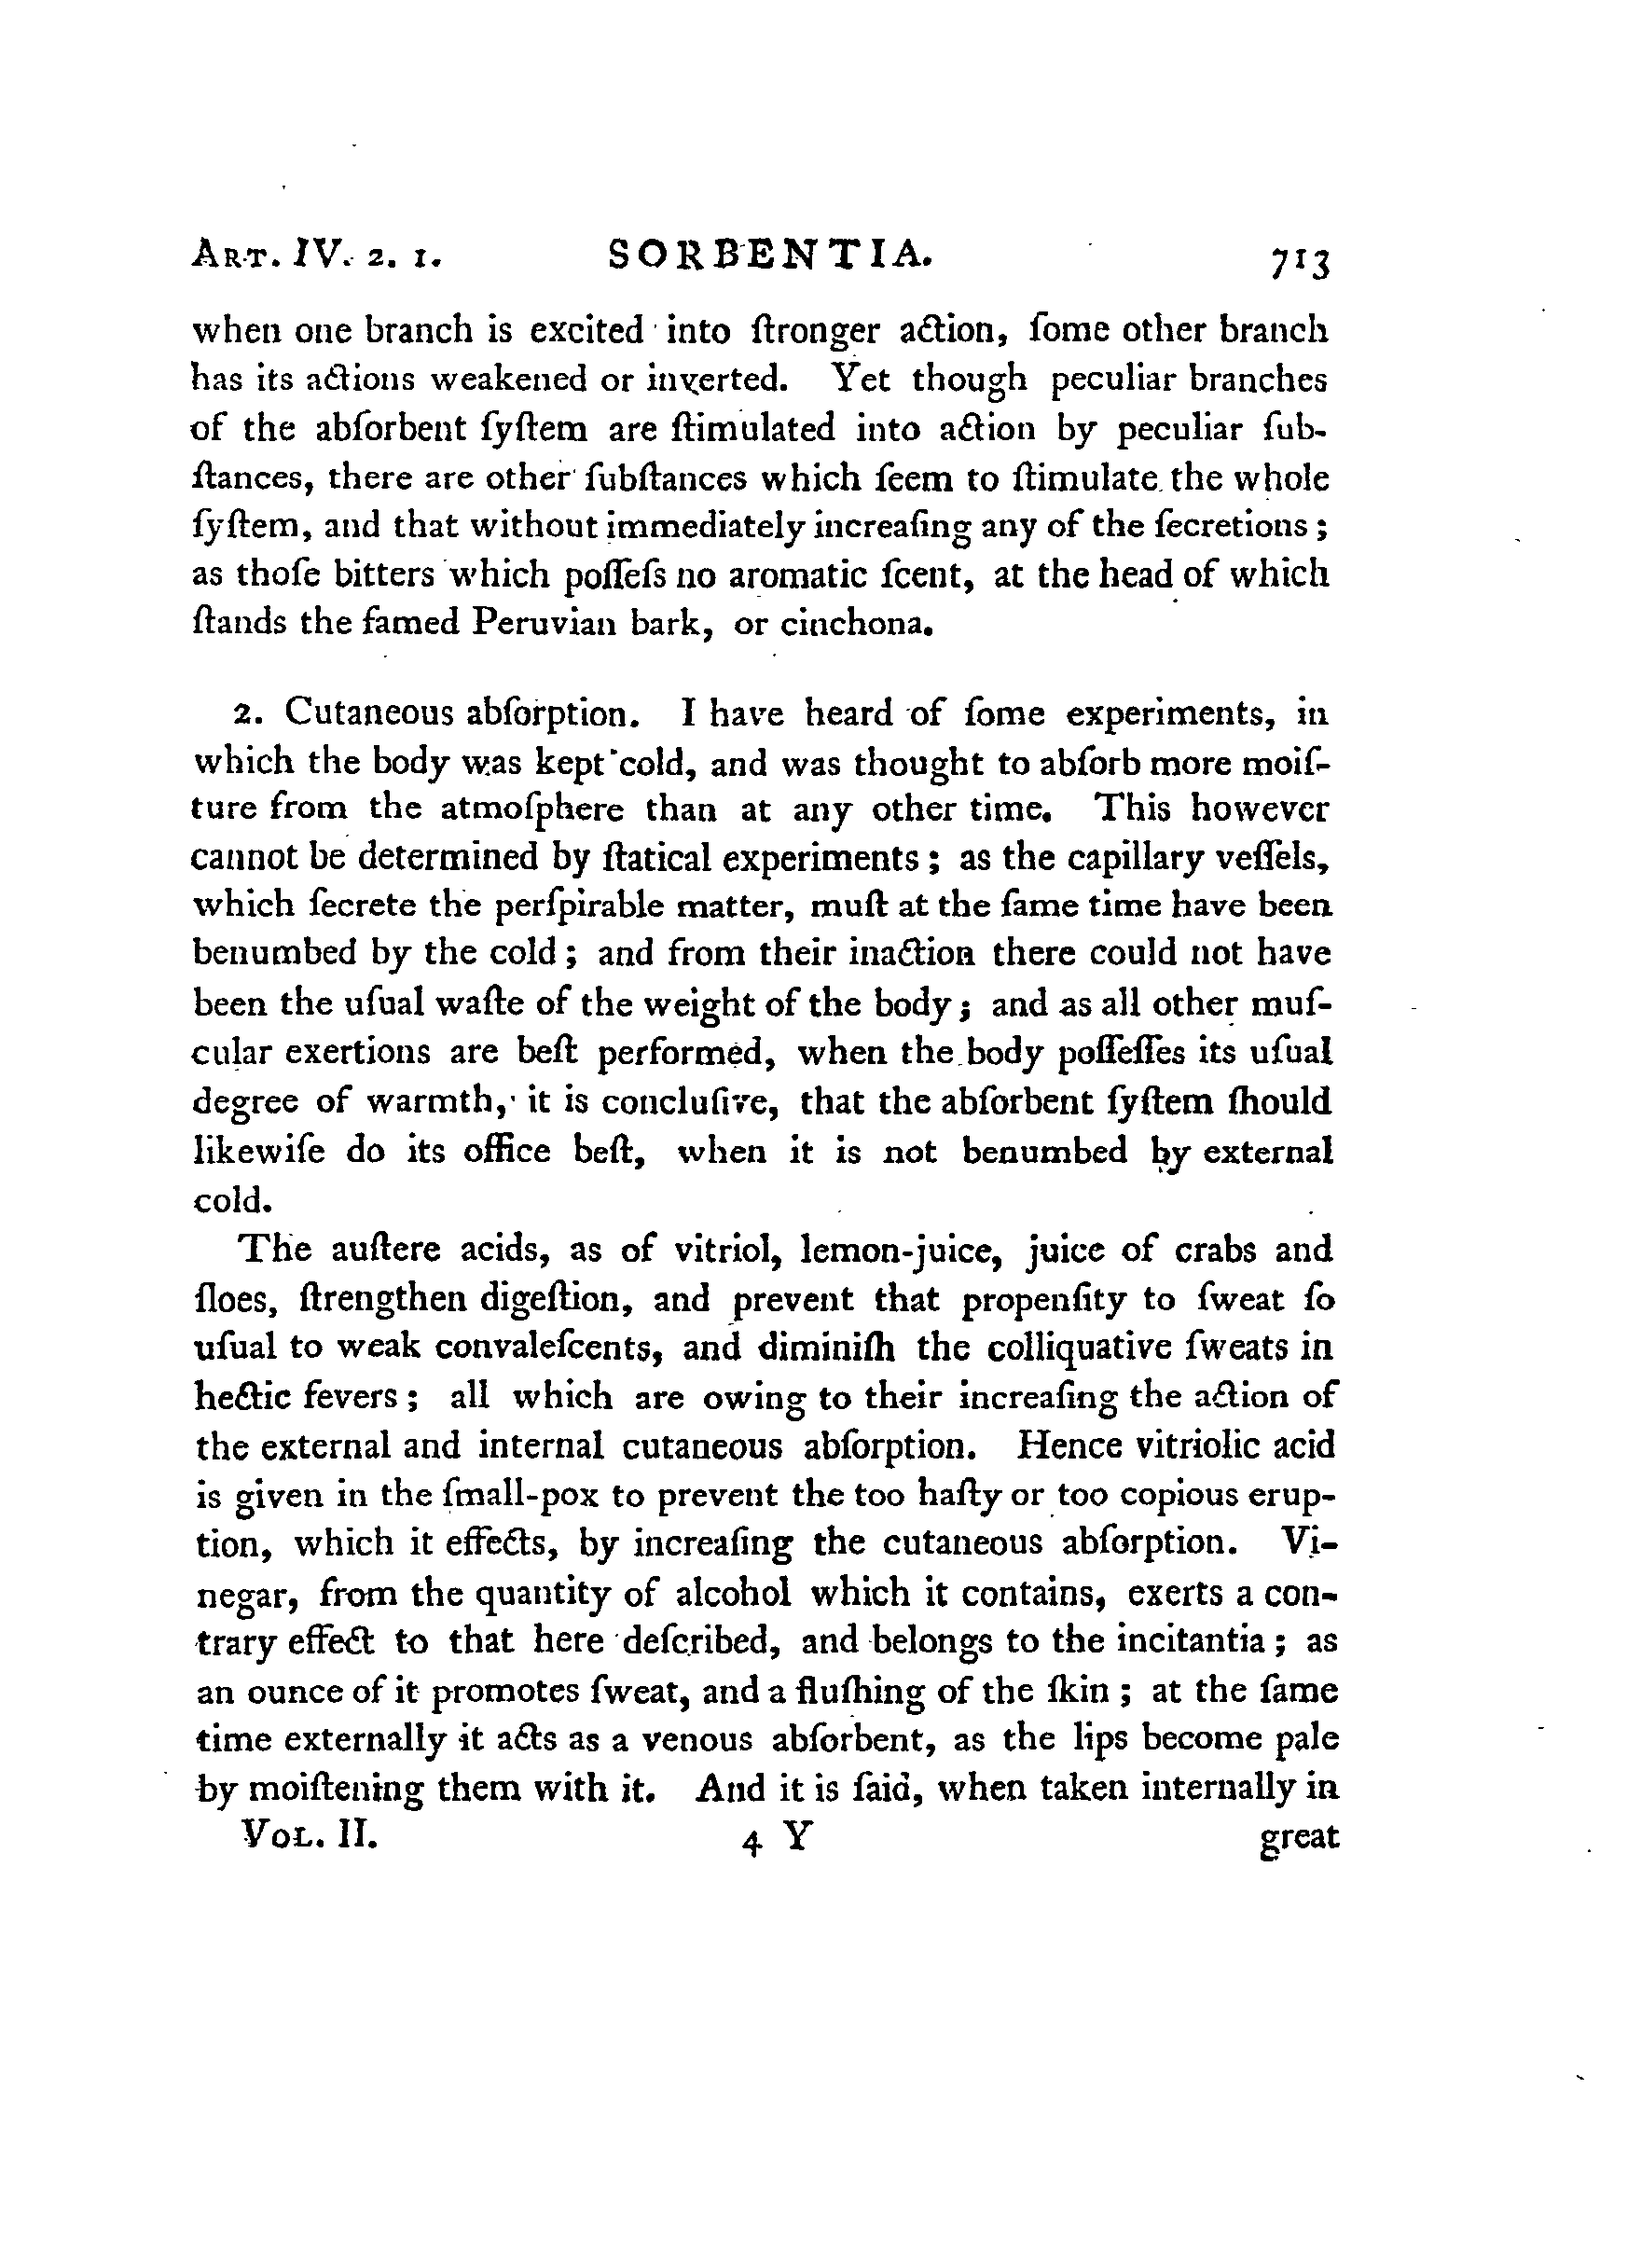 ART. IV. 2. 1. SORBENTIA. 713
when one branch is excited into ſtronger action, ſome other branch
has its actions weakened or inverted. Yet though peculiar branches
of the abſorbent ſyſtem are ſtimulated into action by peculiar ſub-
ſtances, there are other ſubſtances which ſeem to ſtimulate the whole
ſyſtem, and that without immediately increaſing any of the ſecretions;
as thoſe bitters which poſſeſs no aromatic ſcent, at the head of which
ſtands the famed Peruvian bark, or cinchona.
2. Cutaneous abſorption. I have heard of ſome experiments, in
which the body was kept cold, and was thought to abſorb more moiſ-
ture from the atmoſphere than at any other time. This however
cannot be determined by ſtatical experiments; as the capillary veſſels,
which ſecrete the perſpirable matter, muſt at the ſame time have been
benumbed by the cold; and from their inaction there could not have
been the uſual waſte of the weight of the body; and as all other muſ-
cular exertions are beſt performed, when the body poſſeſſes its uſual
degree of warmth, it is concluſive, that the abſorbent ſyſtem ſhould
likewiſe do its office beſt, when it is not benumbed by external
cold.
The auſtere acids, as of vitriol, lemon-juice, juice of crabs and
ſloes, ſtrengthen digeſtion, and prevent that propenſity to ſweat ſo
uſual to weak convaleſcents, and diminiſh the colliquative ſweats in
hectic fevers; all which are owing to their increaſing the action of
the external and internal cutaneous abſorption. Hence vitriolic acid
is given in the ſmall-pox to prevent the too haſty or too copious erup-
tion, which it effects, by increaſing the cutaneous abſorption. Vi-
negar, from the quantity of alcohol which it contains, exerts a con-
trary effect to that here deſcribed, and belongs to the incitantia; as
an ounce of it promotes ſweat, and a fluſhing of the ſkin; at the ſame
time externally it acts as a venous abſorbent, as the lips become pale
by moiſtening them with it. And it is ſaid, when taken internally in
VOL. II. 4 Y great